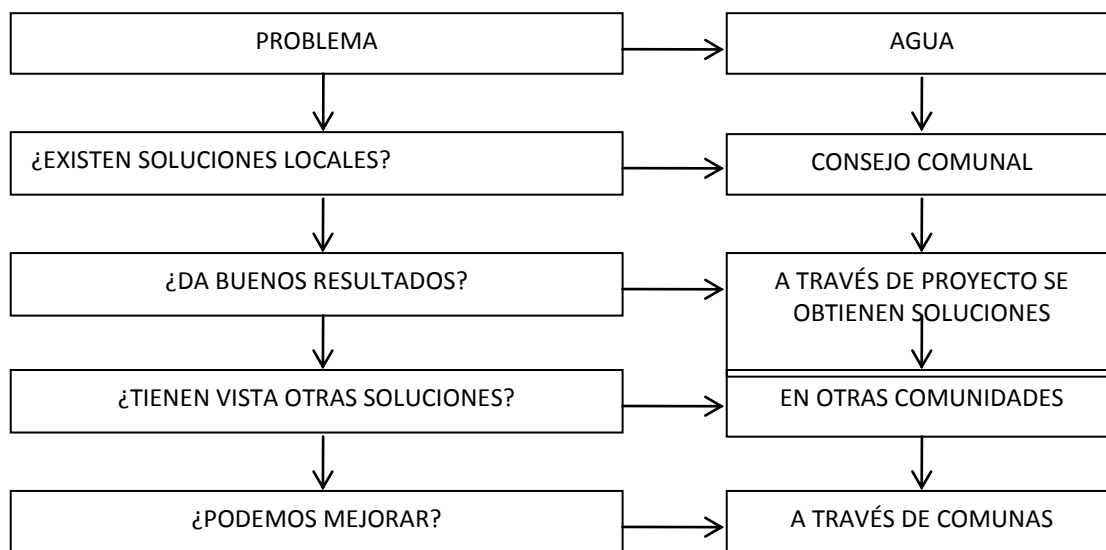 PROBLEMA
AGUA
¿EXISTEN SOLUCIONES LOCALES?
CONSEJO COMUNAL
¿DA BUENOS RESULTADOS?
A TRAVÉS DE PROYECTO SE
OBTIENEN SOLUCIONES
¿TIENEN VISTA OTRAS SOLUCIONES?
EN OTRAS COMUNIDADES
¿PODEMOS MEJORAR?
A TRAVÉS DE COMUNAS